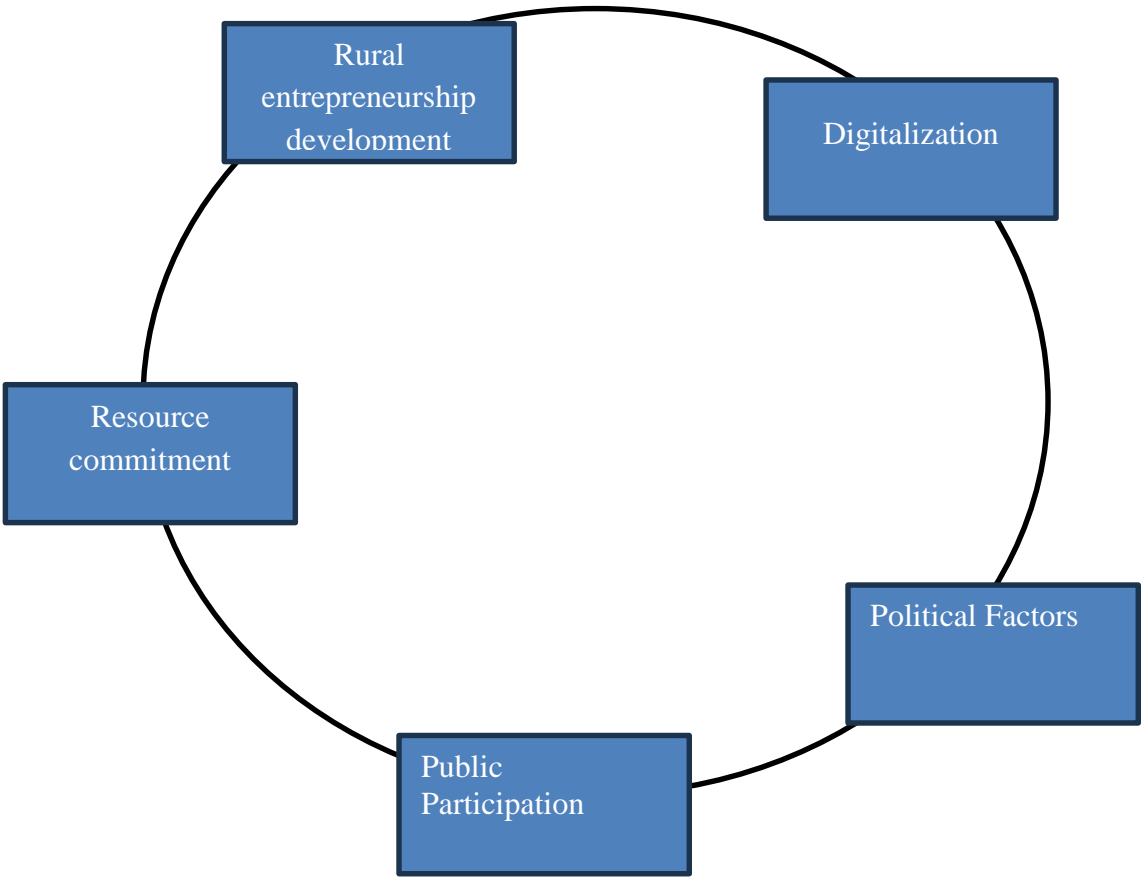 Rural
entrepreneurship
development
Digitalization
Resource
commitment
Political Factors
Public
Participation